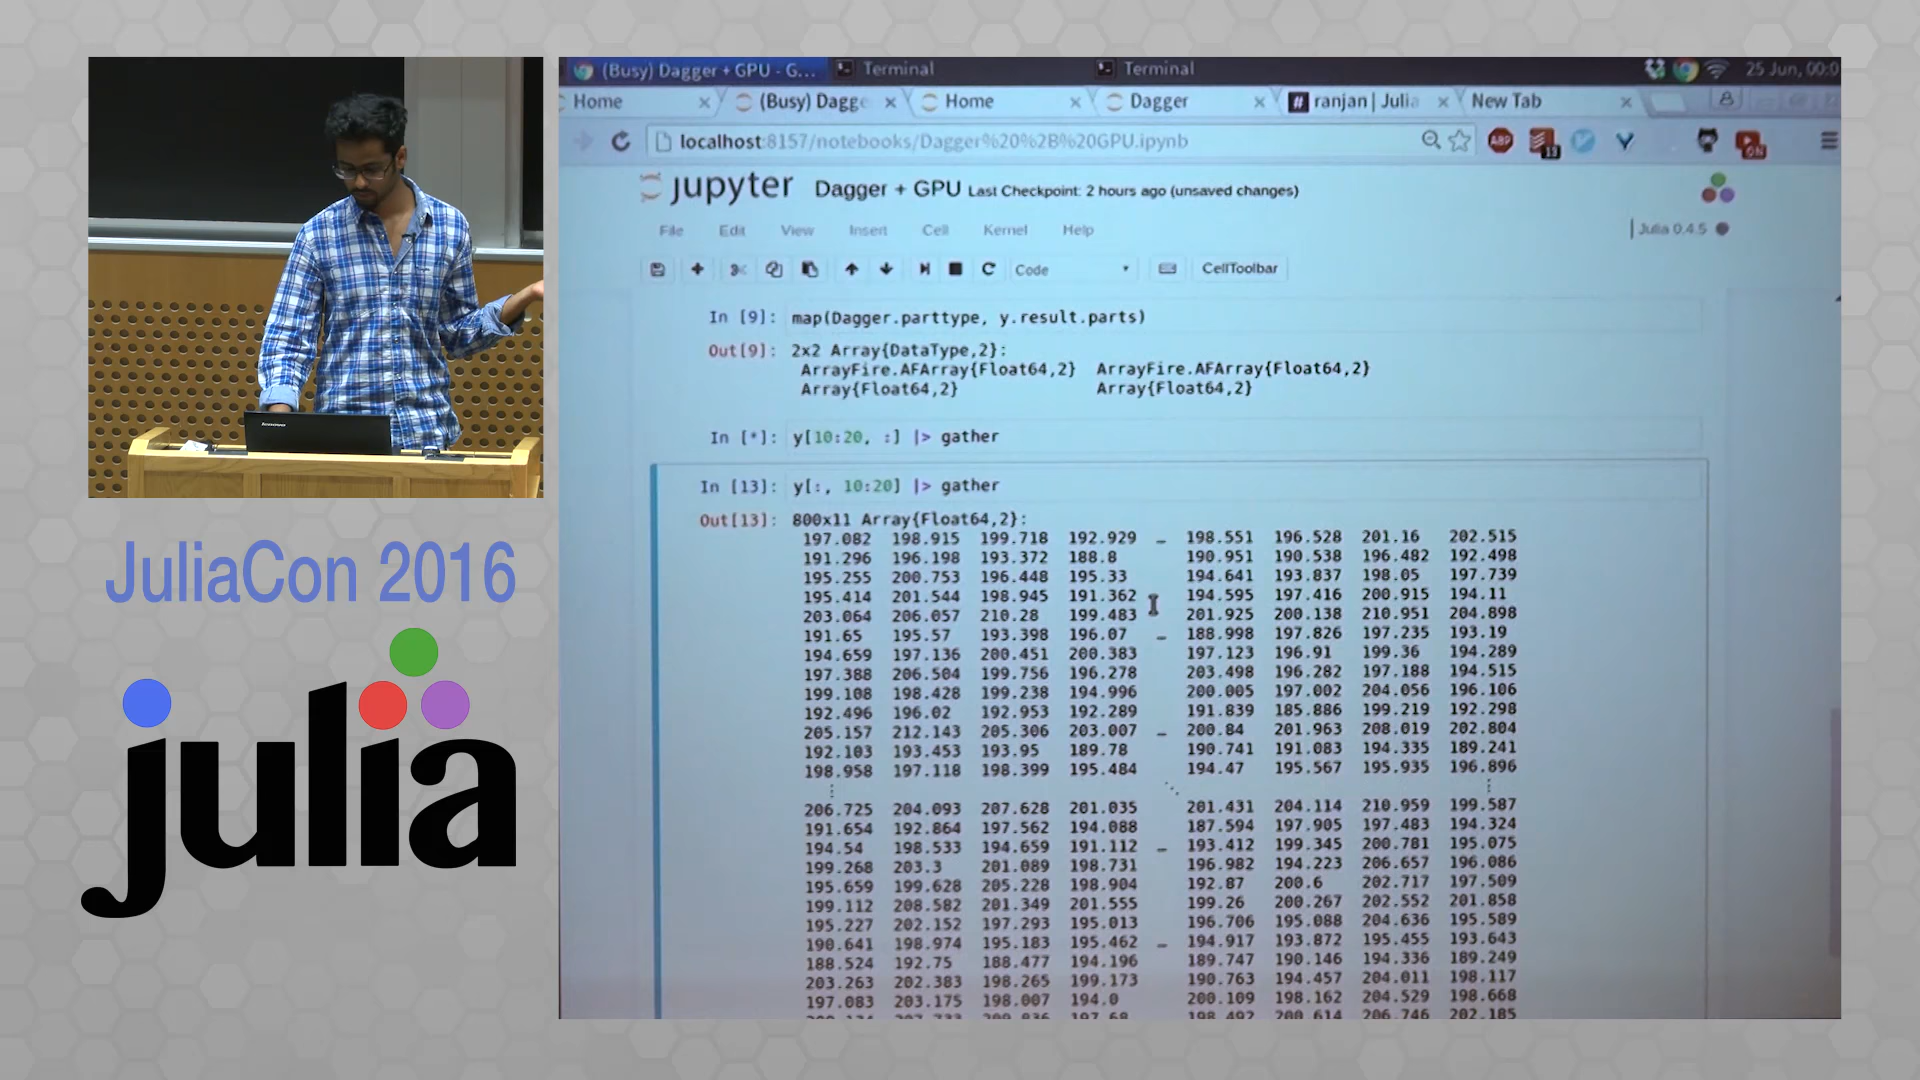 (Busy) Dagger + GPU - G... Terminal Terminal 25 Jun, 00:0
Home (Busy) Dagge Home Dagger ranjan | Julia New Tab
localhost:8157/notebooks/Dagger%20%2B%20GPU.ipynb ABP 13 ON
jupyter Dagger + GPU Last Checkpoint: 2 hours ago (unsaved changes)
File Edit View Insert Cell Kernel Help Julia 0.4.5
Code CellToolbar
In [9]: map(Dagger.parttype, y.result.parts)
Out[9]: 2x2 Array{DataType,2}:
ArrayFire.AFArray{Float64,2} ArrayFire.AFArray{Float64,2}
Array{Float64,2} Array{Float64,2}
In [*]: y[10:20, :] |> gather
In [13]: y[:, 10:20] |> gather
Out[13]: 800x11 Array{Float64,2}:
197.082 198.915 199.718 192.929 … 198.551 196.528 201.16 202.515
191.296 196.198 193.372 188.8 190.951 190.538 196.482 192.498
195.255 200.753 196.448 195.33 194.641 193.837 198.05 197.739
195.414 201.544 198.945 191.362 194.595 197.416 200.915 194.11
203.064 206.057 210.28 199.483 201.925 200.138 210.951 204.898
191.65 195.57 193.398 196.07 … 188.998 197.826 197.235 193.19
194.659 197.136 200.451 200.383 197.123 196.91 199.36 194.289
197.388 206.504 199.756 196.278 203.498 196.282 197.188 194.515
199.108 198.428 199.238 194.996 200.005 197.002 204.056 196.106
192.496 196.02 192.953 192.289 191.839 185.886 199.219 192.298
205.157 212.143 205.306 203.007 … 200.84 201.963 208.019 202.804
192.103 193.453 193.95 189.78 190.741 191.083 194.335 189.241
198.958 197.118 198.399 195.484 194.47 195.567 195.935 196.896
⋮ ⋱ ⋮
206.725 204.093 207.628 201.035 201.431 204.114 210.959 199.587
191.654 192.864 197.562 194.088 187.594 197.905 197.483 194.324
194.54 198.533 194.659 191.112 … 193.412 199.345 200.781 195.075
199.268 203.3 201.089 198.731 196.982 194.223 206.657 196.086
195.659 199.628 205.228 198.904 192.87 200.6 202.717 197.509
199.112 208.582 201.349 201.555 199.26 200.267 202.552 201.858
195.227 202.152 197.293 195.013 196.706 195.088 204.636 195.589
190.641 198.974 195.183 195.462 … 194.917 193.872 195.455 193.643
188.524 192.75 188.477 194.196 189.747 190.146 194.336 189.249
203.263 202.383 198.265 199.173 190.763 194.457 204.011 198.117
197.083 203.175 198.007 194.0 200.109 198.162 204.529 198.668
197.68 198.492 200.614 206.746 202.185
lenovo
JuliaCon 2016
julia